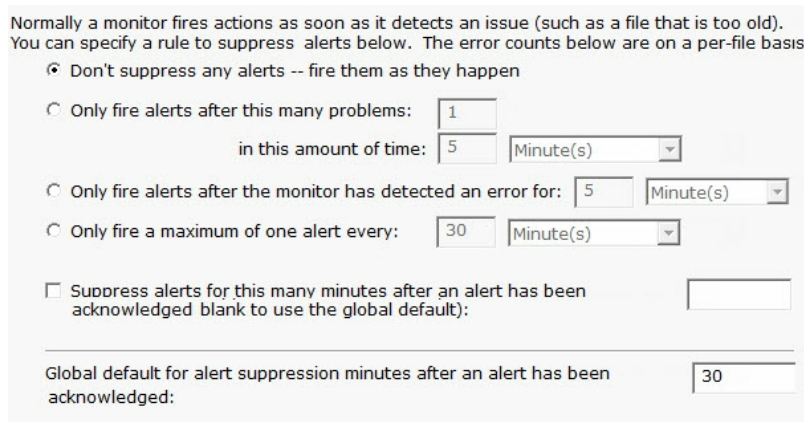 Normally a monitor fires actions as soon as it detects an issue (such as a file that is too old).
You can specify a rule to suppress alerts below. The error counts below are on a per-file basis
Don't suppress any alerts -- fire them as they happen
Only fire alerts after this many problems: 1
in this amount of time: 5 Minute(s)
Only fire alerts after the monitor has detected an error for: 5 Minute(s)
Only fire a maximum of one alert every: 30 Minute(s)
Suppress alerts for this many minutes after an alert has been
acknowledged blank to use the global default):
Global default for alert suppression minutes after an alert has been 30
acknowledged: